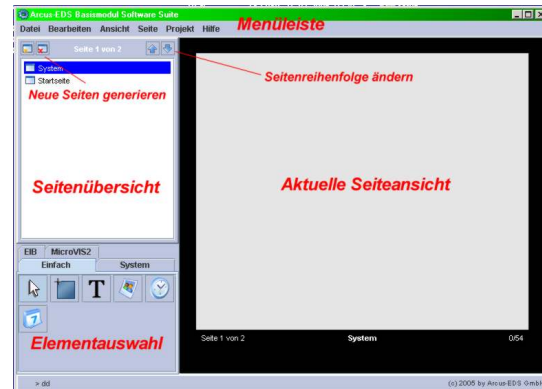 Arcus-EDS Basismodul Software Suite
Datei Bearbeiten Ansicht Seite Projekt Hilfe
Menüleiste
Seite 1 von 2
System
Startseite
Seitenreihenfolge ändern
Neue Seiten generieren
Seitenübersicht
Aktuelle Seiteansicht
EIB MicroVIS2
Einfach System
T
7
Elementauswahl
Seite 1 von 2 System 0/54
> dd
(c) 2005 by Arcus-EDS GmbH